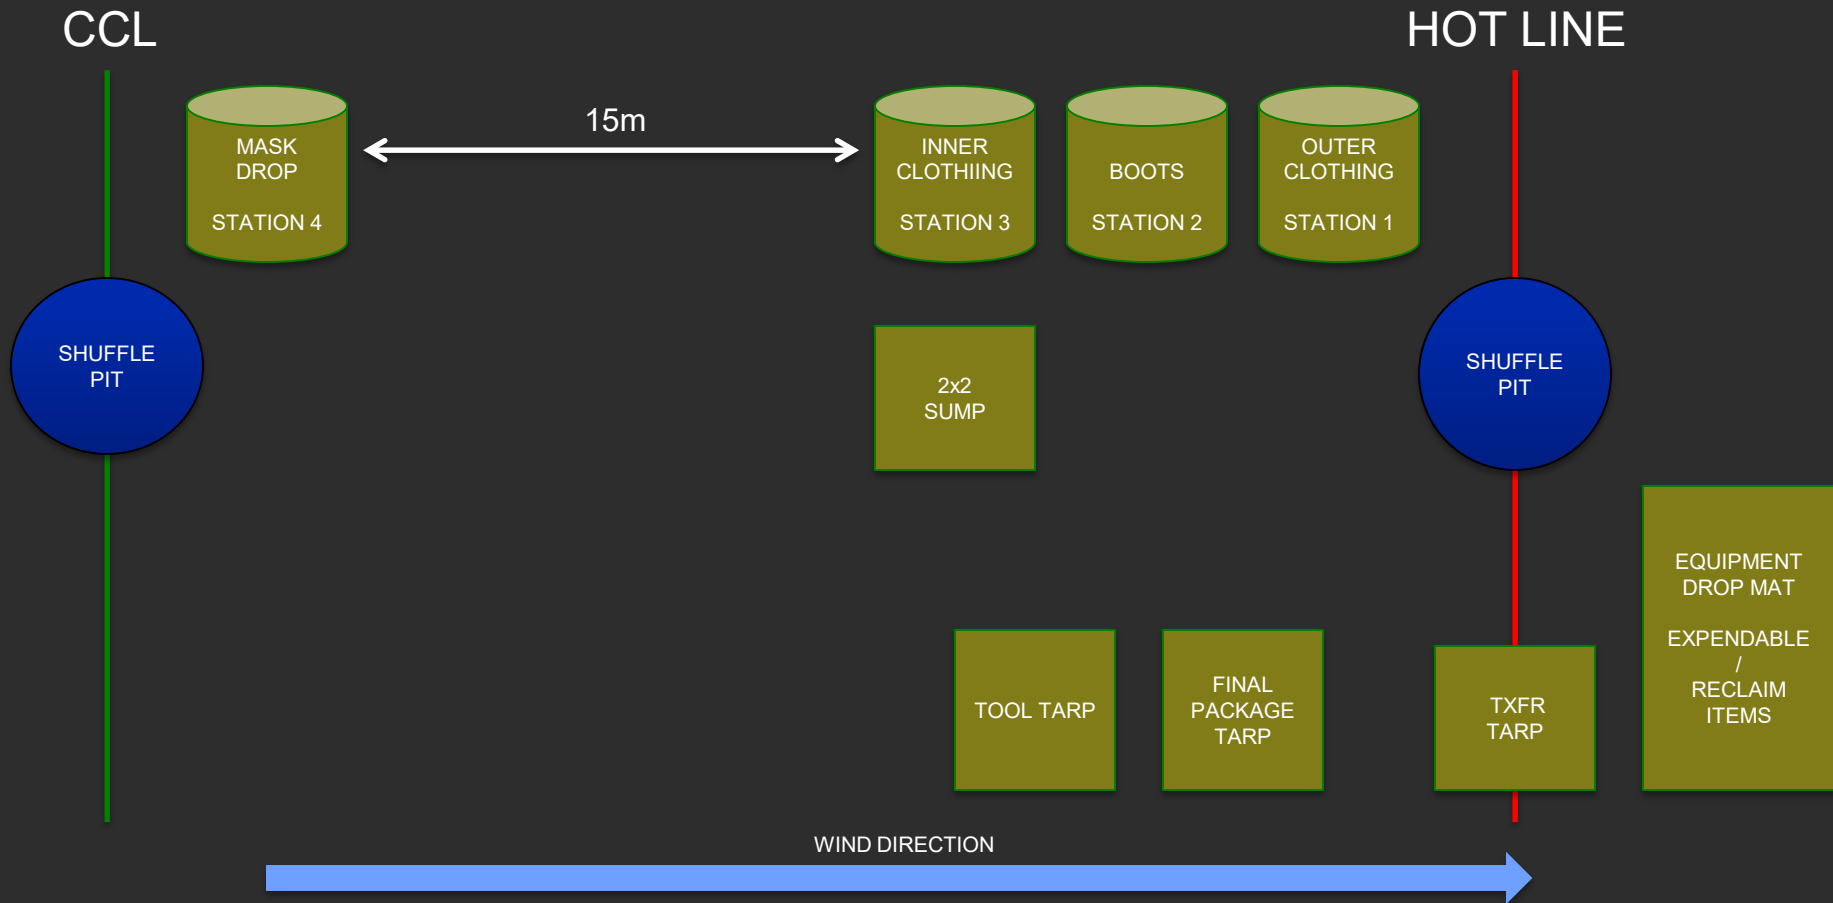 CCL
HOT LINE
15m
MASK
DROP
STATION 4
INNER
CLOTHIING
STATION 3
BOOTS
STATION 2
OUTER
CLOTHING
STATION 1
SHUFFLE
PIT
2x2
SUMP
SHUFFLE
PIT
EQUIPMENT
DROP MAT
EXPENDABLE
/
RECLAIM
ITEMS
TOOL TARP
FINAL
PACKAGE
TARP
TXFR
TARP
WIND DIRECTION